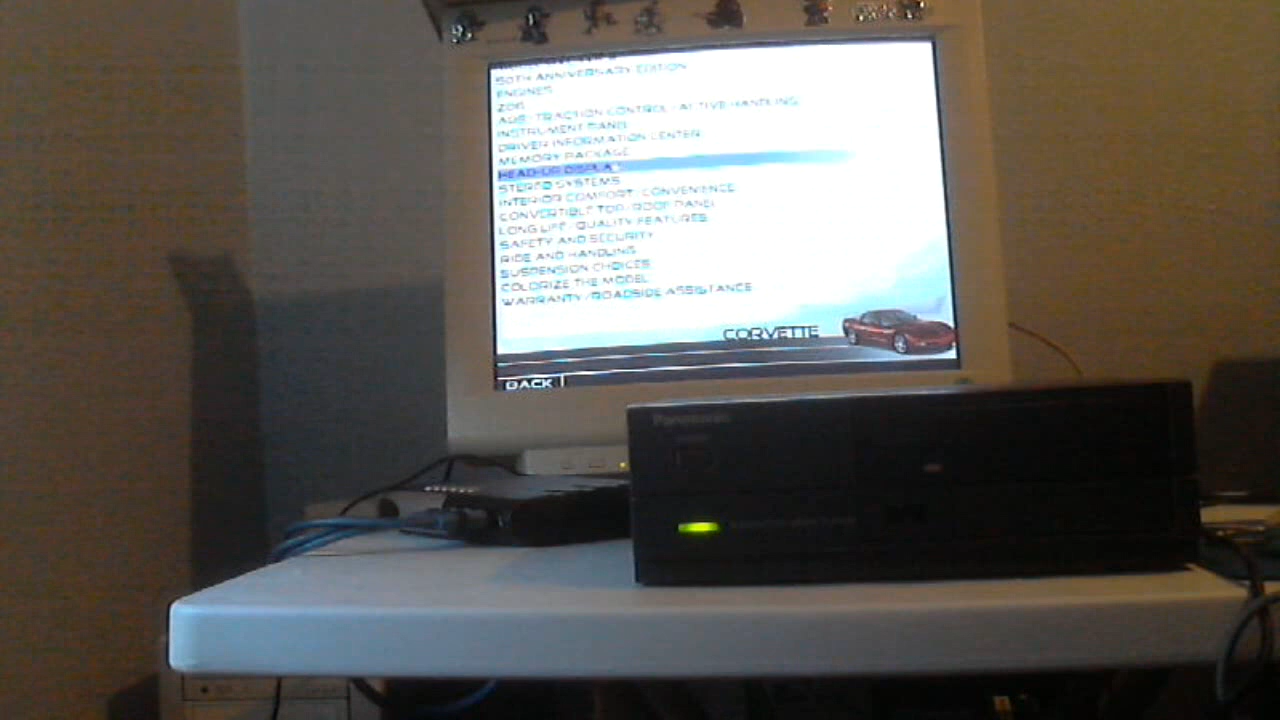 50TH ANNIVERSARY EDITION
ENGINES
Z06
ABS/TRACTION CONTROL/ACTIVE HANDLING
INSTRUMENT PANEL
DRIVER INFORMATION CENTER
MEMORY PACKAGE
HEAD-UP DISPLAY
STEREO SYSTEMS
INTERIOR COMFORT/CONVENIENCE
CONVERTIBLE TOP/ROOF PANEL
LONG LIFE/QUALITY FEATURES
SAFETY AND SECURITY
RIDE AND HANDLING
SUSPENSION CHOICES
COLORIZE THE MODEL
WARRANTY/ROADSIDE ASSISTANCE
CORVETTE
BACK
Panasonic